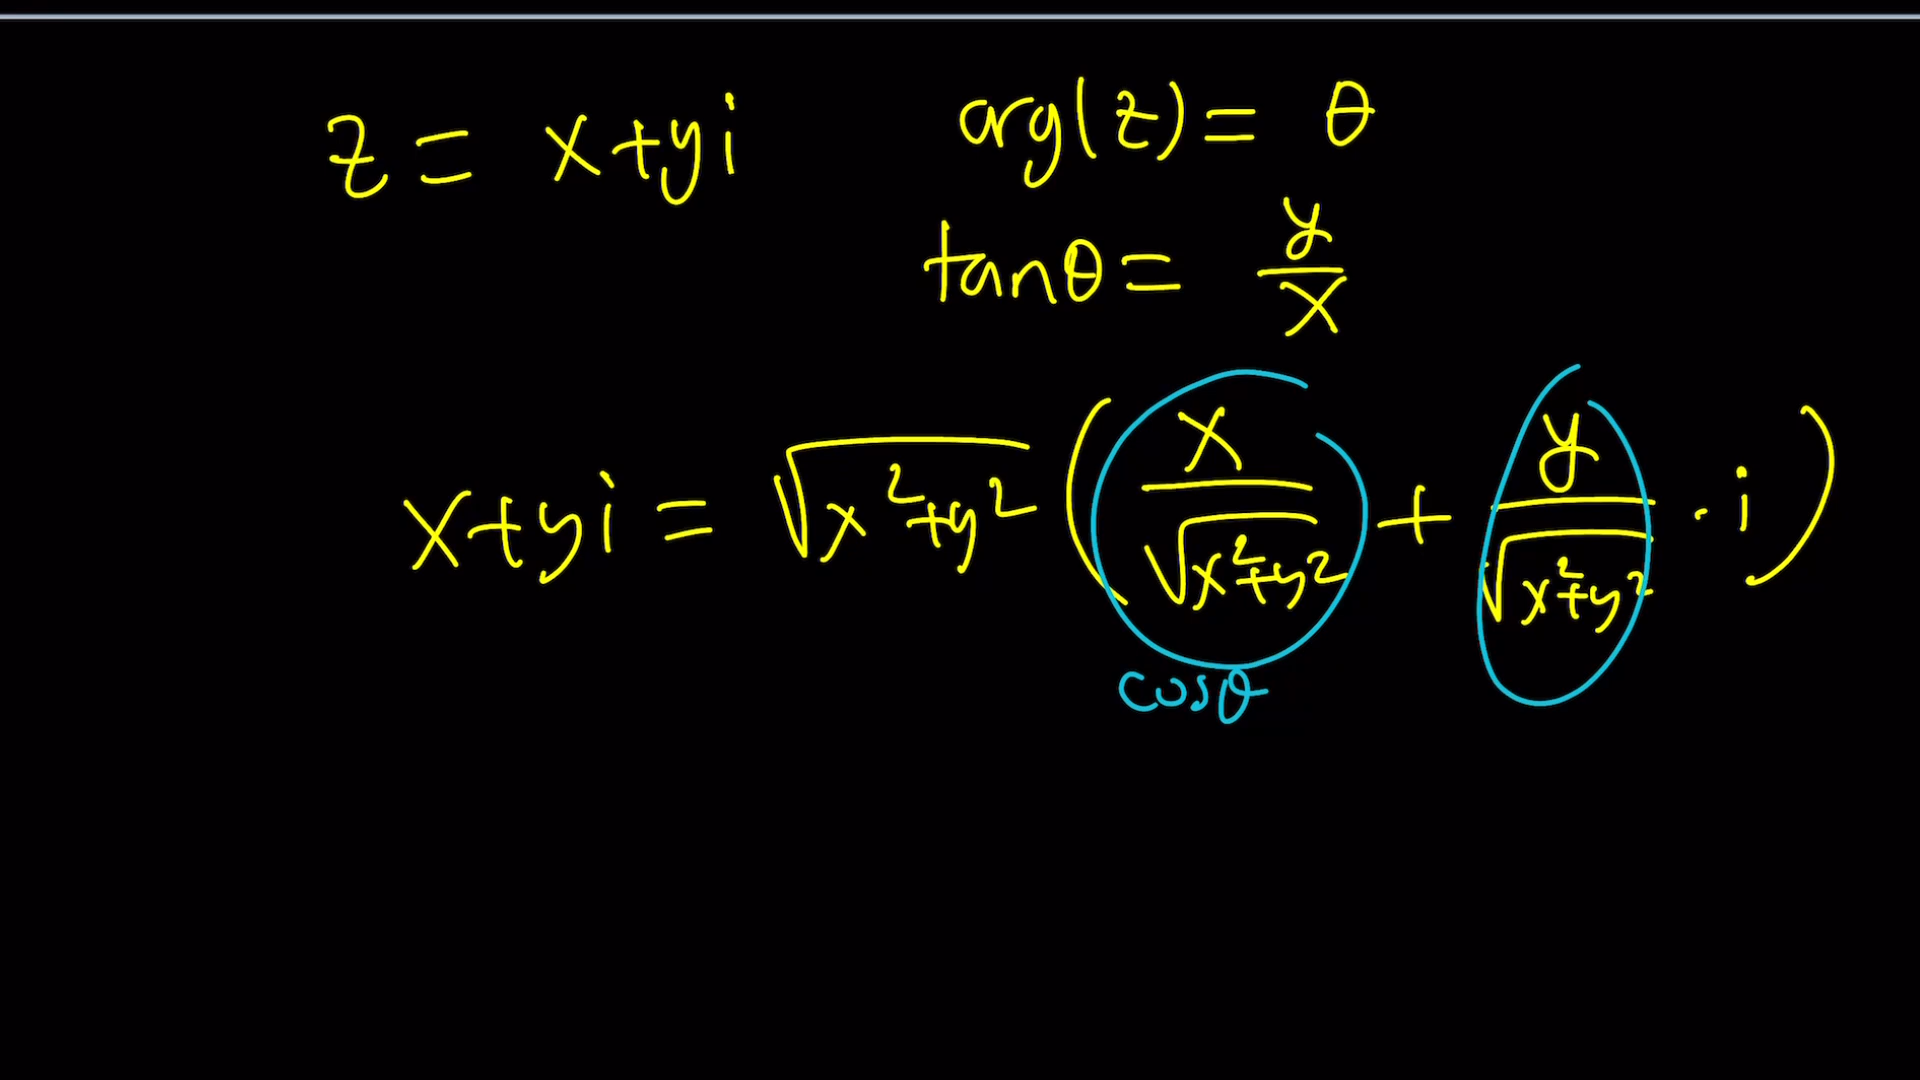 z = x+yi
arg(z) = θ
tanθ = y/x
x+yi = √(x²+y²) ( x/√(x²+y²) + y/√(x²+y²) · i )
cosθ